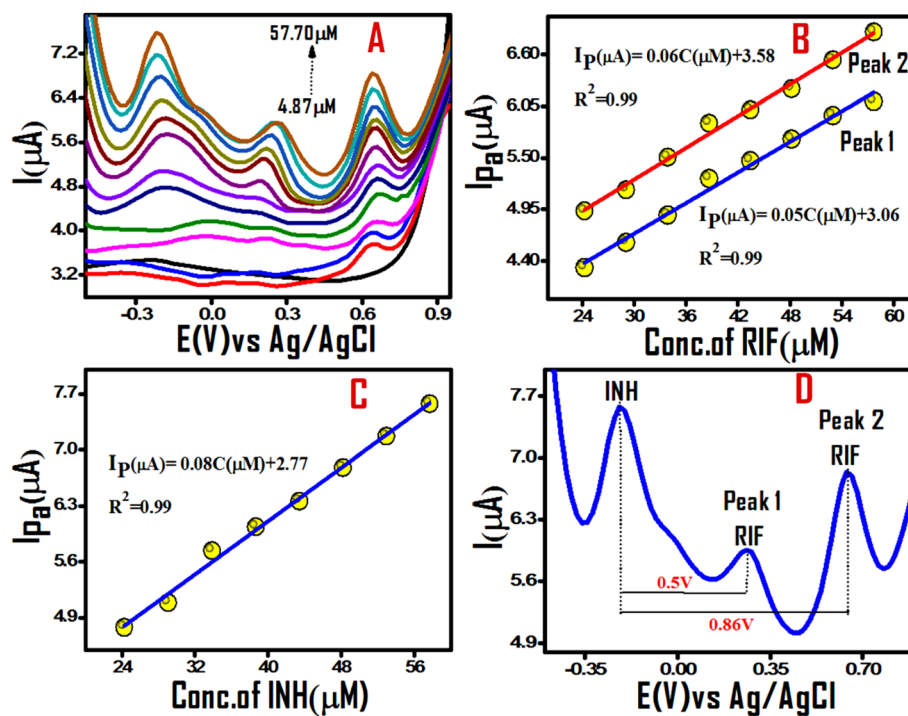 A
57.70 μM
4.87 μM
7.2
6.4
5.6
4.8
4.0
3.2
I(μA)
-0.3
0.0
0.3
0.6
0.9
E(V)vs Ag/AgCl
B
IP(μA)= 0.06C(μM)+3.58
R²=0.99
Peak 2
Peak 1
IP(μA)= 0.05C(μM)+3.06
R²=0.99
6.60
6.05
5.50
4.95
4.40
Ipa(μA)
24
30
36
42
48
54
60
Conc.of RIF(μM)
C
IP(μA)= 0.08C(μM)+2.77
R²=0.99
7.7
7.0
6.3
5.6
4.9
Ipa(μA)
24
32
40
48
56
Conc.of INH(μM)
D
INH
Peak 2
RIF
Peak 1
RIF
0.5V
0.86V
7.7
7.0
6.3
5.6
4.9
I(μA)
-0.35
0.00
0.35
0.70
E(V)vs Ag/AgCl